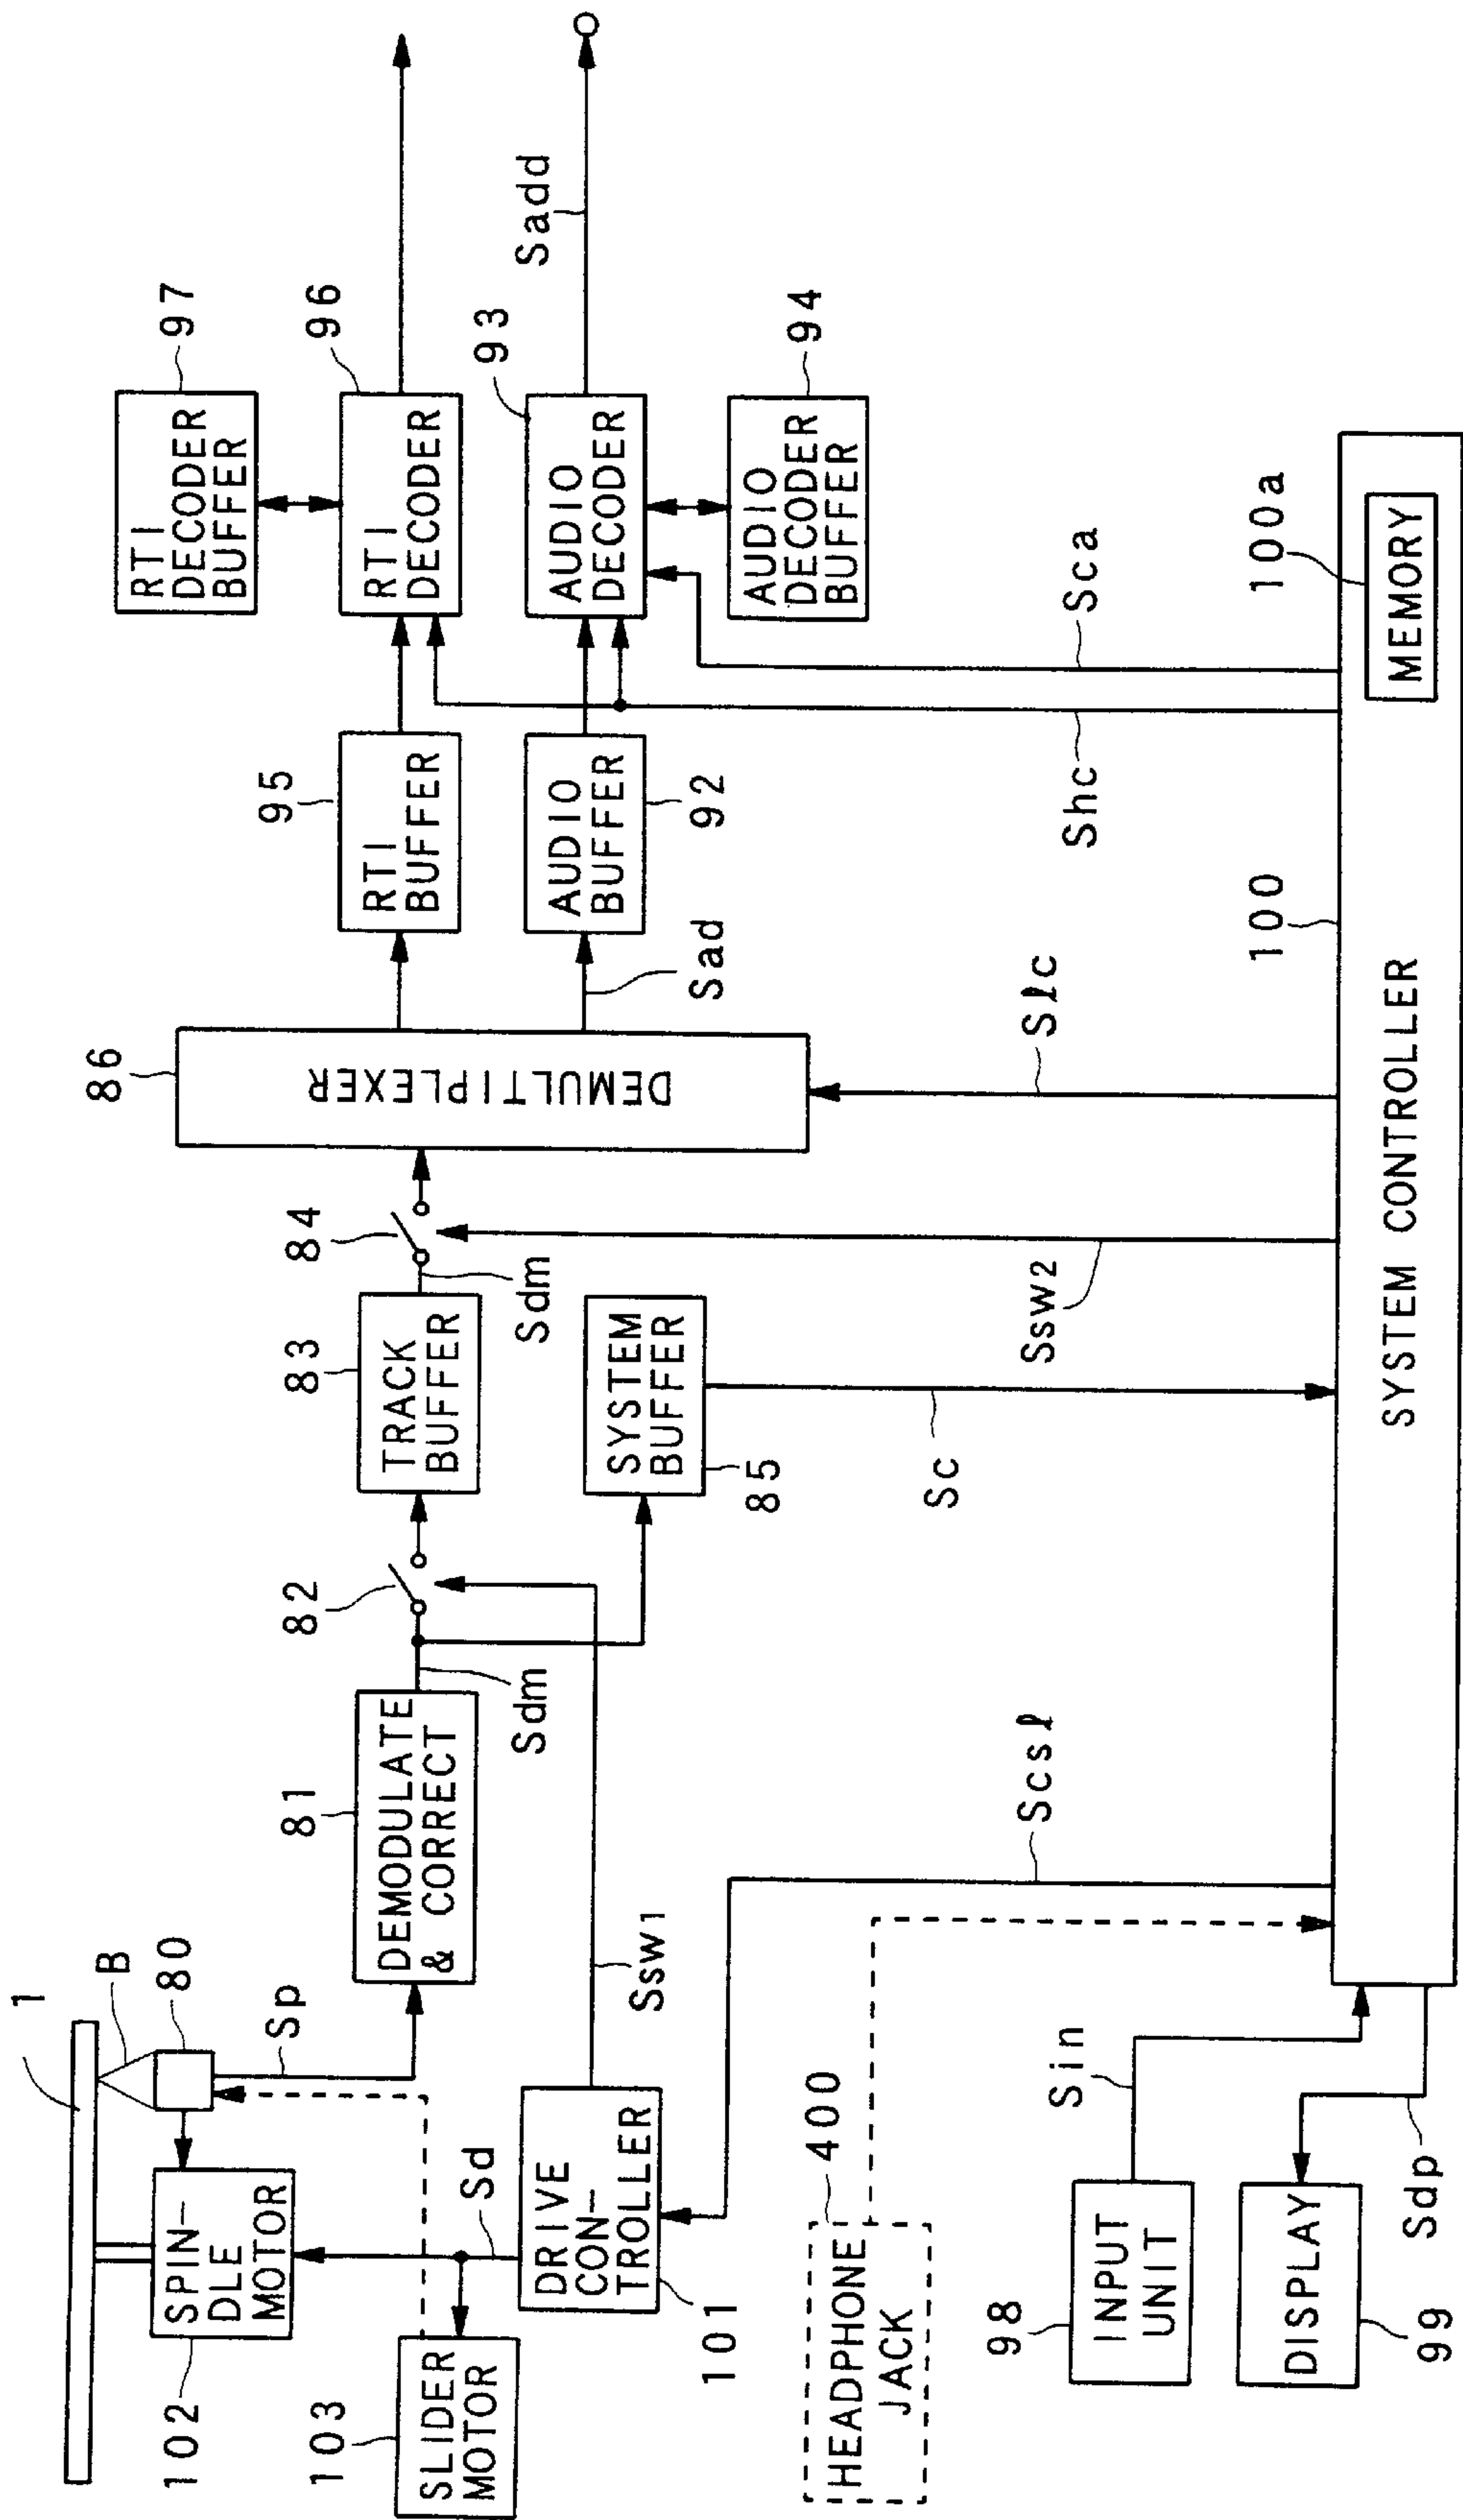 1
B
80
SPIN-
DLE
MOTOR
102
SLIDER
MOTOR
103
Sp
Sd
DRIVE
CON-
TROLLER
101
DEMODULATE
& CORRECT
81
Sdm
82
Ssw1
TRACK
BUFFER
83
Sdm
84
SYSTEM
BUFFER
85
Sc
DEMULTIPLEXER
86
Sad
RTI
BUFFER
95
AUDIO
BUFFER
92
RTI
DECODER
BUFFER
97
RTI
DECODER
96
AUDIO
DECODER
93
AUDIO
DECODER
BUFFER
94
Sadd
HEADPHONE
JACK
400
Scsl
Ssw2
Slc
Shc
Sca
INPUT
UNIT
98
Sin
DISPLAY
99
Sdp
SYSTEM CONTROLLER
100
MEMORY
100a